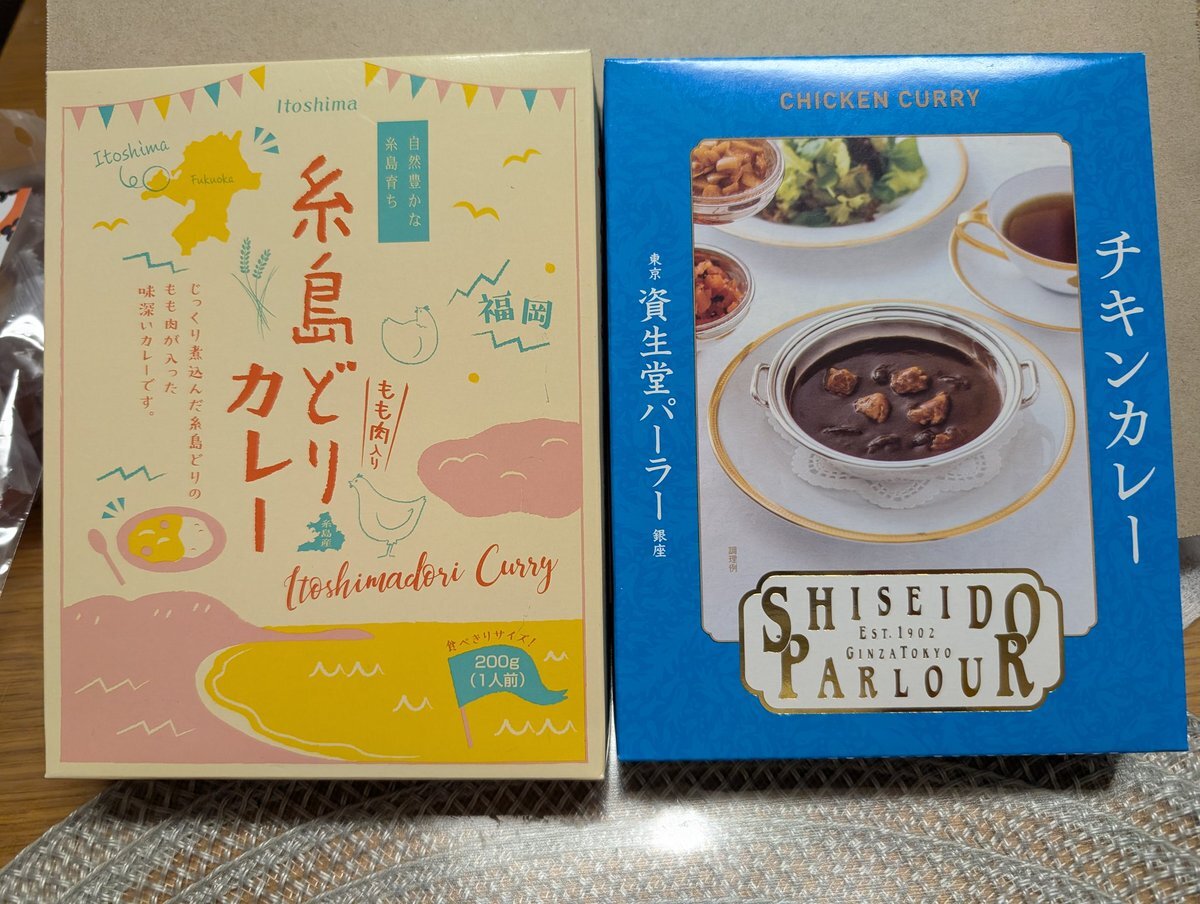 Itoshima
Itoshima
Fukuoka
自然豊かな
糸島育ち
糸島どり
カレー
福岡
もも肉入り
じっくり煮込んだ糸島どりの
もも肉が入った
味深いカレーです。
糸島産
Itoshimadori Curry
食べきりサイズ!
200g
(1人前)
CHICKEN CURRY
チキンカレー
東京 資生堂パーラー 銀座
調理例
SHISEIDO
EST. 1902
GINZA TOKYO
PARLOUR